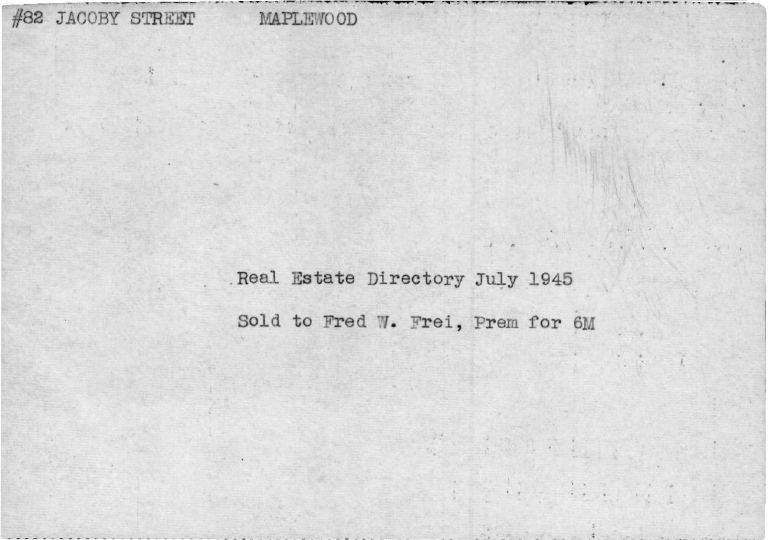 #82 JACOBY STREET MAPLEWOOD
Real Estate Directory July 1945
Sold to Fred W. Frei, Prem for 6M